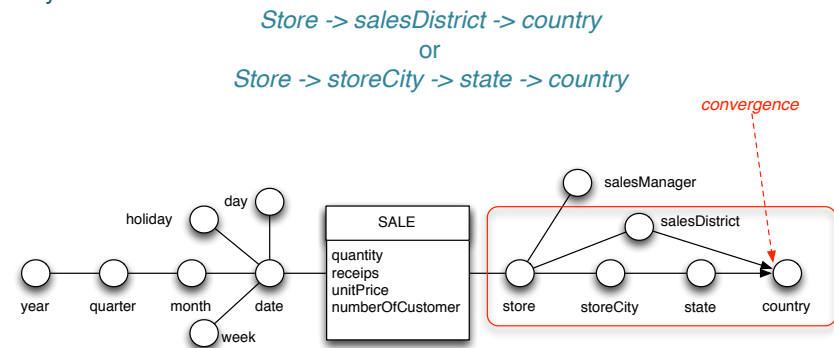 Store -> salesDistrict -> country
or
Store -> storeCity -> state -> country
convergence
salesManager
day
holiday
SALE
salesDistrict
quantity
receips
unitPrice
numberOfCustomer
year
quarter
month
date
store
storeCity
state
country
week